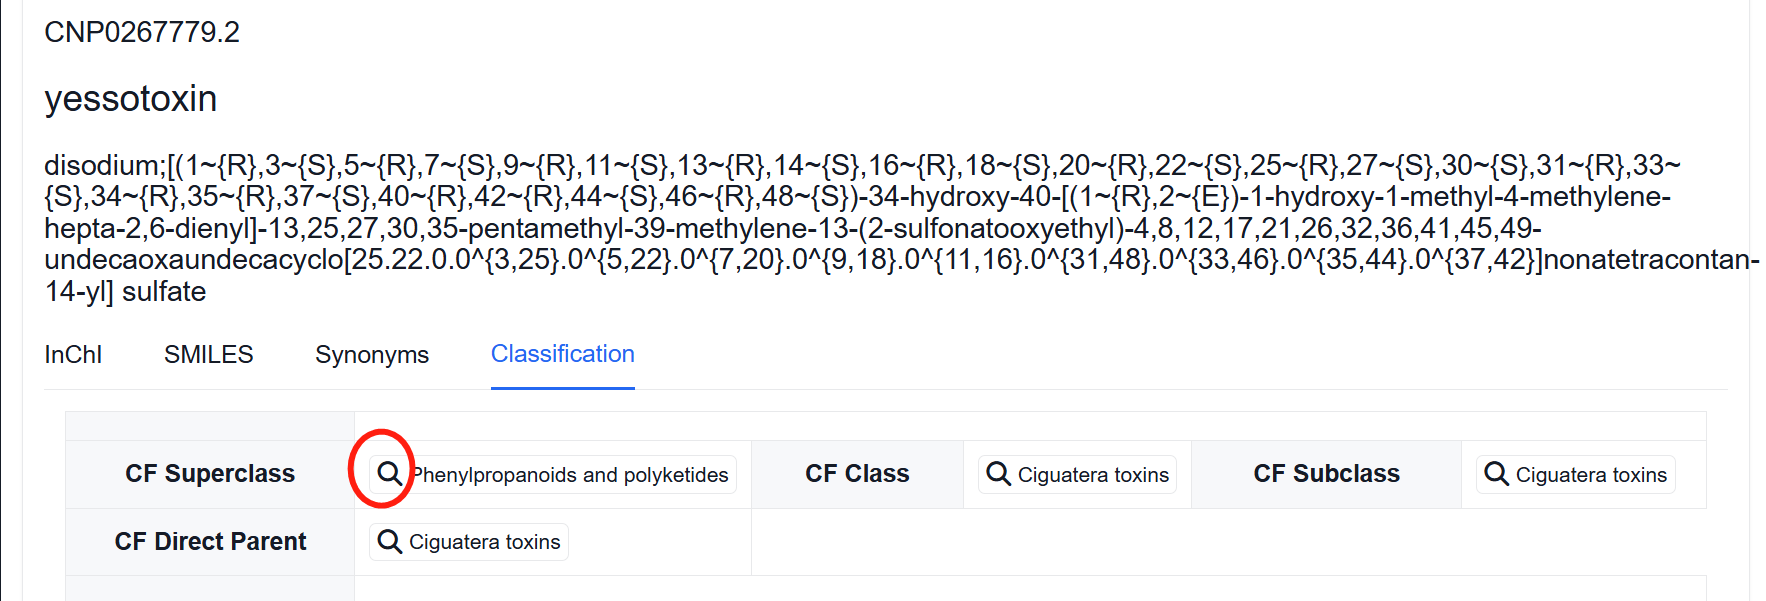 CNP0267779.2
yessotoxin
disodium;[(1~{R},3~{S},5~{R},7~{S},9~{R},11~{S},13~{R},14~{S},16~{R},18~{S},20~{R},22~{S},25~{R},27~{S},30~{S},31~{R},33~
{S},34~{R},35~{R},37~{S},40~{R},42~{R},44~{S},46~{R},48~{S})-34-hydroxy-40-[(1~{R},2~{E})-1-hydroxy-1-methyl-4-methylene-
hepta-2,6-dienyl]-13,25,27,30,35-pentamethyl-39-methylene-13-(2-sulfonatooxyethyl)-4,8,12,17,21,26,32,36,41,45,49-
undecaoxaundecacyclo[25.22.0.0^{3,25}.0^{5,22}.0^{7,20}.0^{9,18}.0^{11,16}.0^{31,48}.0^{33,46}.0^{35,44}.0^{37,42}]nonatetracontan-
14-yl] sulfate
InChI SMILES Synonyms Classification
CF Superclass Phenylpropanoids and polyketides CF Class Ciguatera toxins CF Subclass Ciguatera toxins
CF Direct Parent Ciguatera toxins